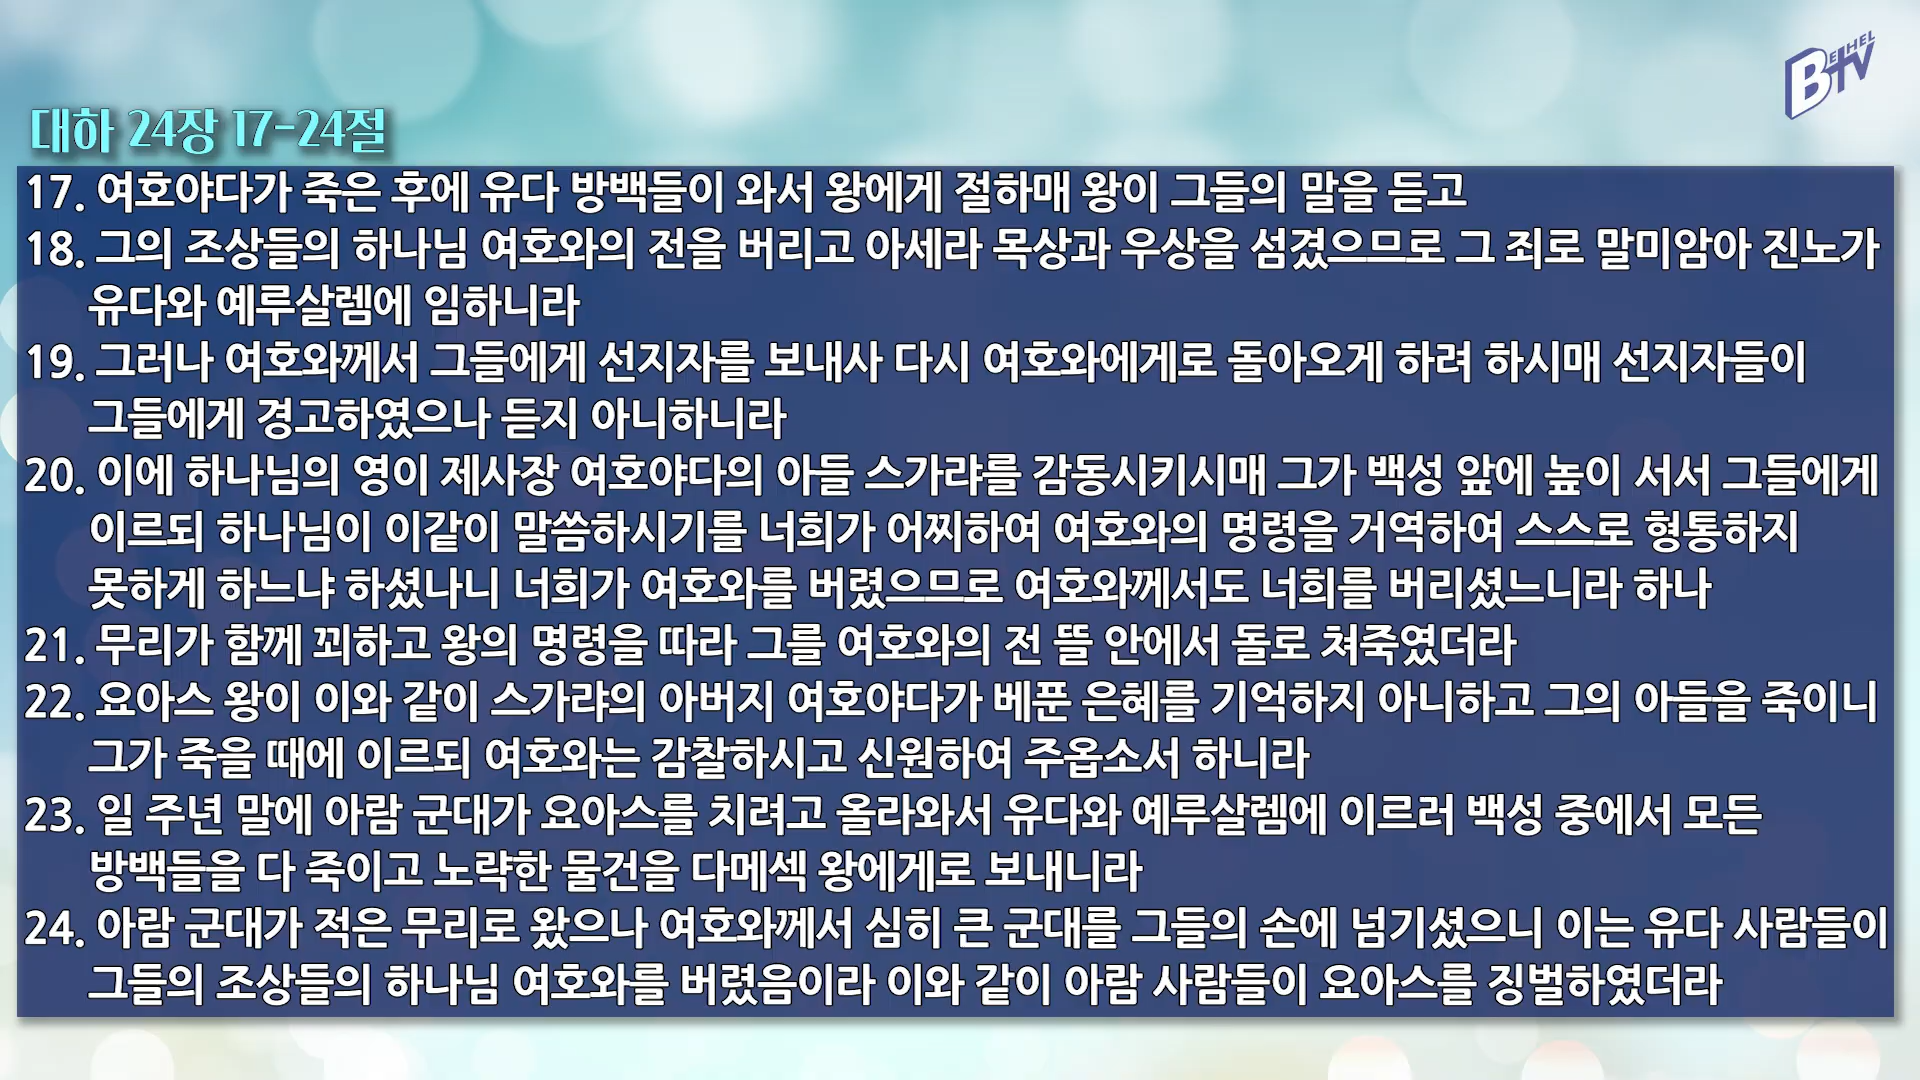 BETHEL
BTV
대하 24장 17-24절
17. 여호야다가 죽은 후에 유다 방백들이 와서 왕에게 절하매 왕이 그들의 말을 듣고
18. 그의 조상들의 하나님 여호와의 전을 버리고 아세라 목상과 우상을 섬겼으므로 그 죄로 말미암아 진노가
유다와 예루살렘에 임하니라
19. 그러나 여호와께서 그들에게 선지자를 보내사 다시 여호와에게로 돌아오게 하려 하시매 선지자들이
그들에게 경고하였으나 듣지 아니하니라
20. 이에 하나님의 영이 제사장 여호야다의 아들 스가랴를 감동시키시매 그가 백성 앞에 높이 서서 그들에게
이르되 하나님이 이같이 말씀하시기를 너희가 어찌하여 여호와의 명령을 거역하여 스스로 형통하지
못하게 하느냐 하셨나니 너희가 여호와를 버렸으므로 여호와께서도 너희를 버리셨느니라 하나
21. 무리가 함께 꾀하고 왕의 명령을 따라 그를 여호와의 전 뜰 안에서 돌로 쳐죽였더라
22. 요아스 왕이 이와 같이 스가랴의 아버지 여호야다가 베푼 은혜를 기억하지 아니하고 그의 아들을 죽이니
그가 죽을 때에 이르되 여호와는 감찰하시고 신원하여 주옵소서 하니라
23. 일 주년 말에 아람 군대가 요아스를 치려고 올라와서 유다와 예루살렘에 이르러 백성 중에서 모든
방백들을 다 죽이고 노략한 물건을 다메섹 왕에게로 보내니라
24. 아람 군대가 적은 무리로 왔으나 여호와께서 심히 큰 군대를 그들의 손에 넘기셨으니 이는 유다 사람들이
그들의 조상들의 하나님 여호와를 버렸음이라 이와 같이 아람 사람들이 요아스를 징벌하였더라